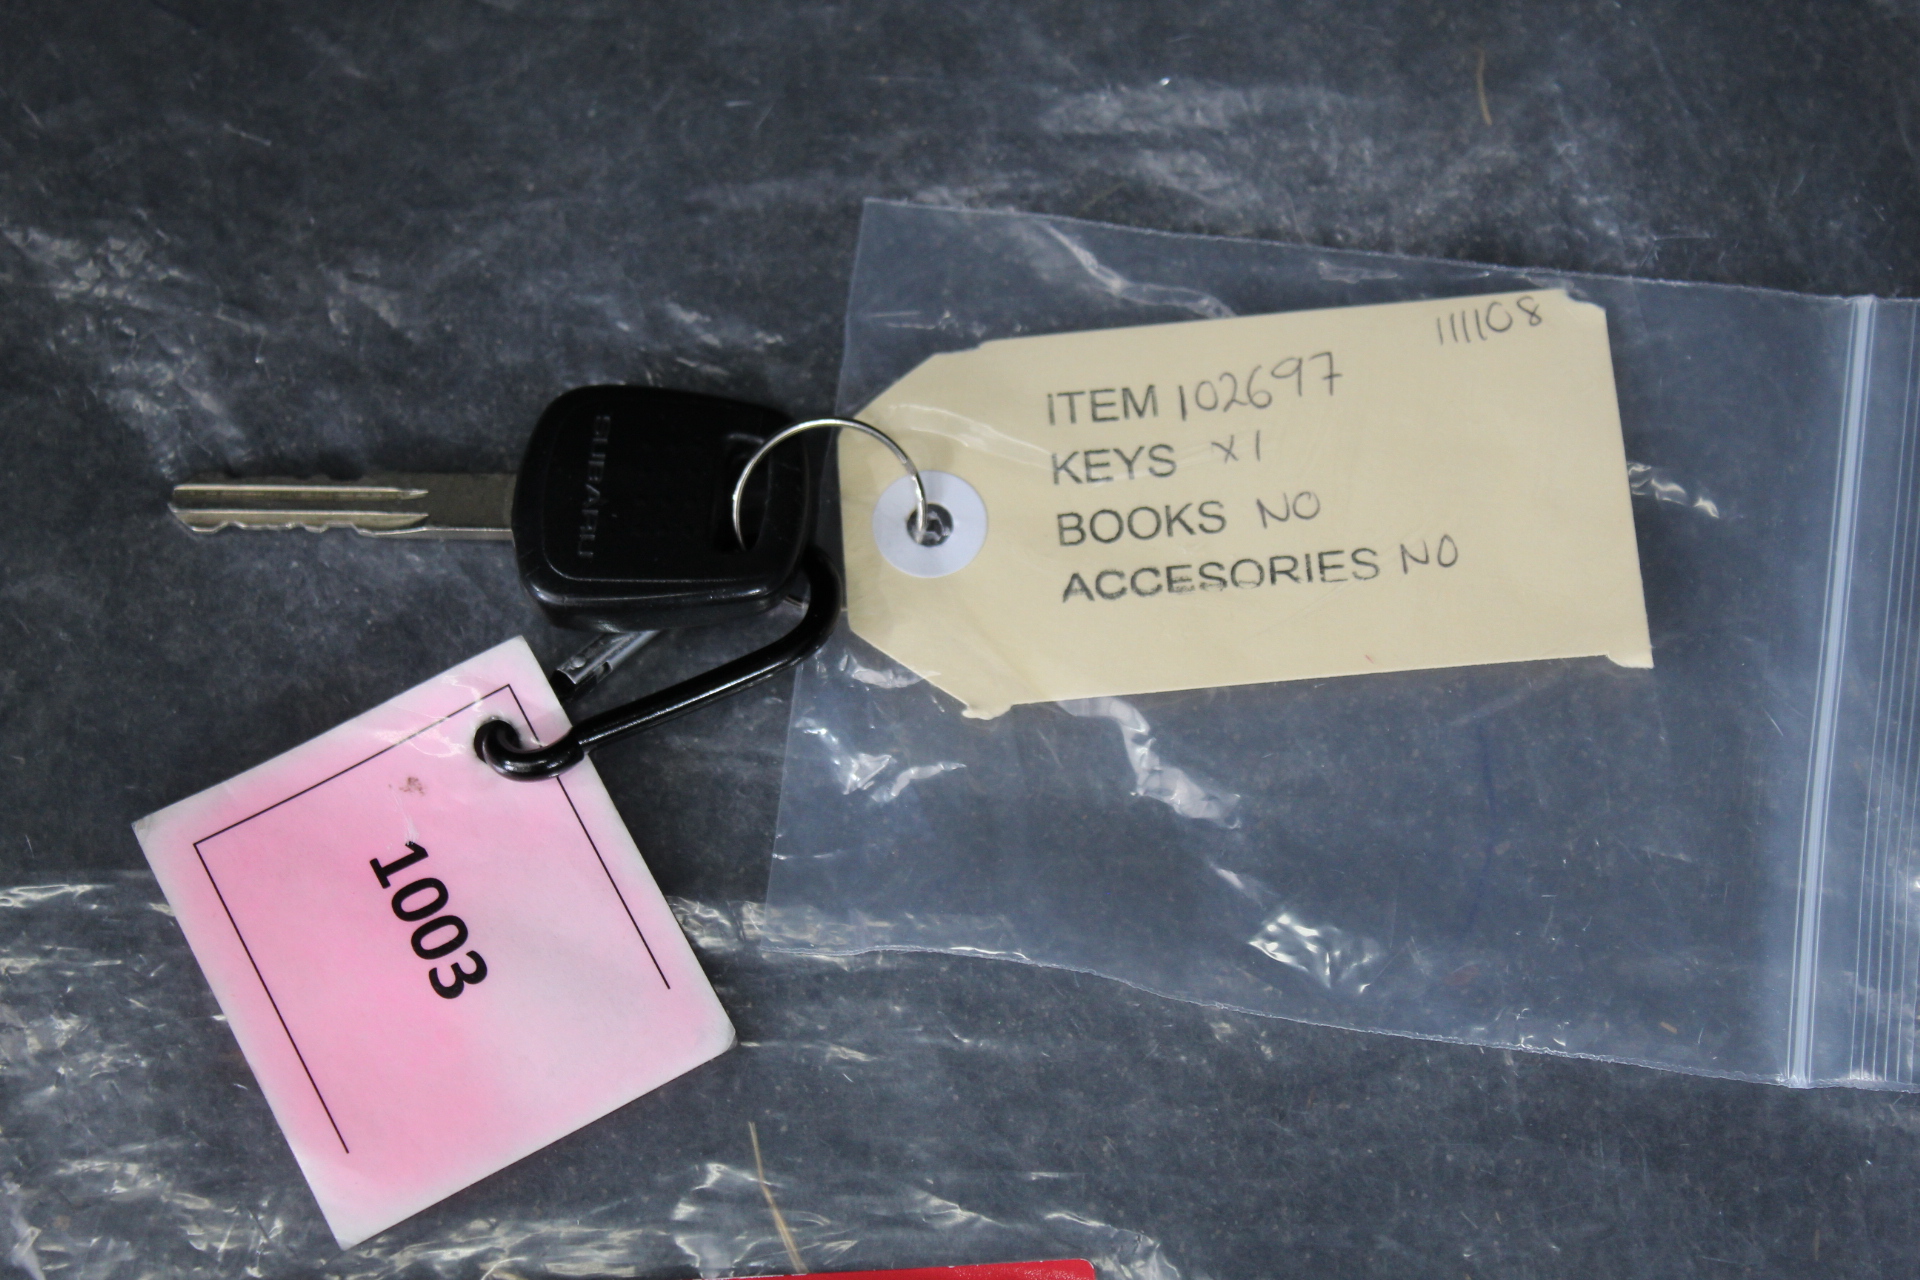 111108
ITEM 102697
KEYS X1
BOOKS NO
ACCESORIES NO
SUBARU
1003